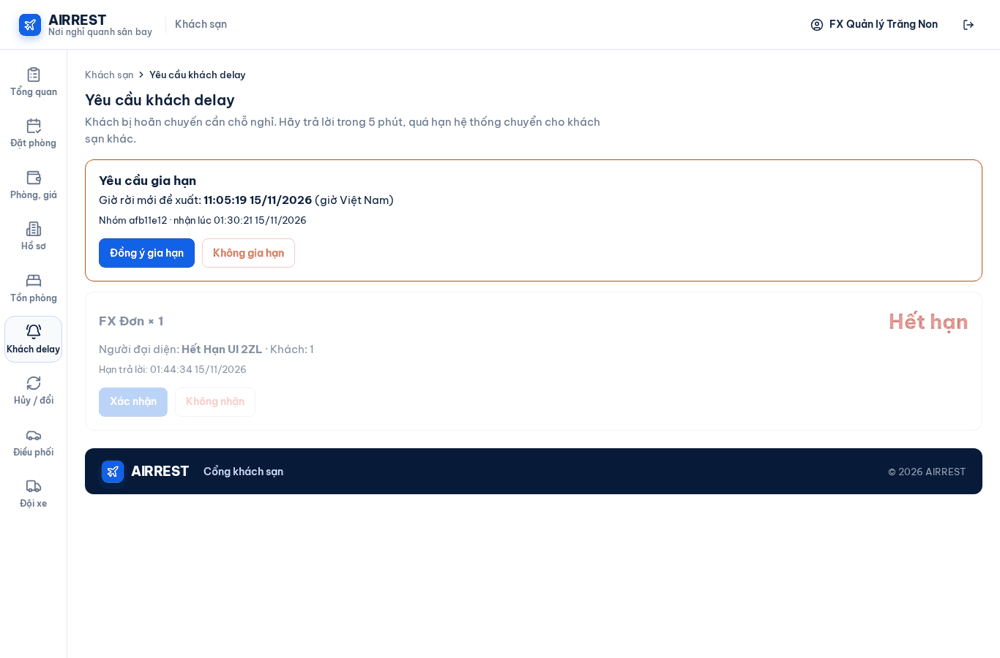 AIRREST
Nơi nghỉ quanh sân bay
Khách sạn
FX Quản lý Trăng Non
Tổng quan
Đặt phòng
Phòng, giá
Hồ sơ
Tồn phòng
Khách delay
Hủy / đổi
Điều phối
Đội xe
Khách sạn > Yêu cầu khách delay
Yêu cầu khách delay
Khách bị hoãn chuyến cần chỗ nghỉ. Hãy trả lời trong 5 phút, quá hạn hệ thống chuyển cho khách
sạn khác.
Yêu cầu gia hạn
Giờ rời mới đề xuất: 11:05:19 15/11/2026 (giờ Việt Nam)
Nhóm afb11e12 · nhận lúc 01:30:21 15/11/2026
Đồng ý gia hạn
Không gia hạn
FX Đơn × 1
Hết hạn
Người đại diện: Hết Hạn UI 2ZL · Khách: 1
Hạn trả lời: 01:44:34 15/11/2026
Xác nhận
Không nhận
AIRREST
Cổng khách sạn
© 2026 AIRREST